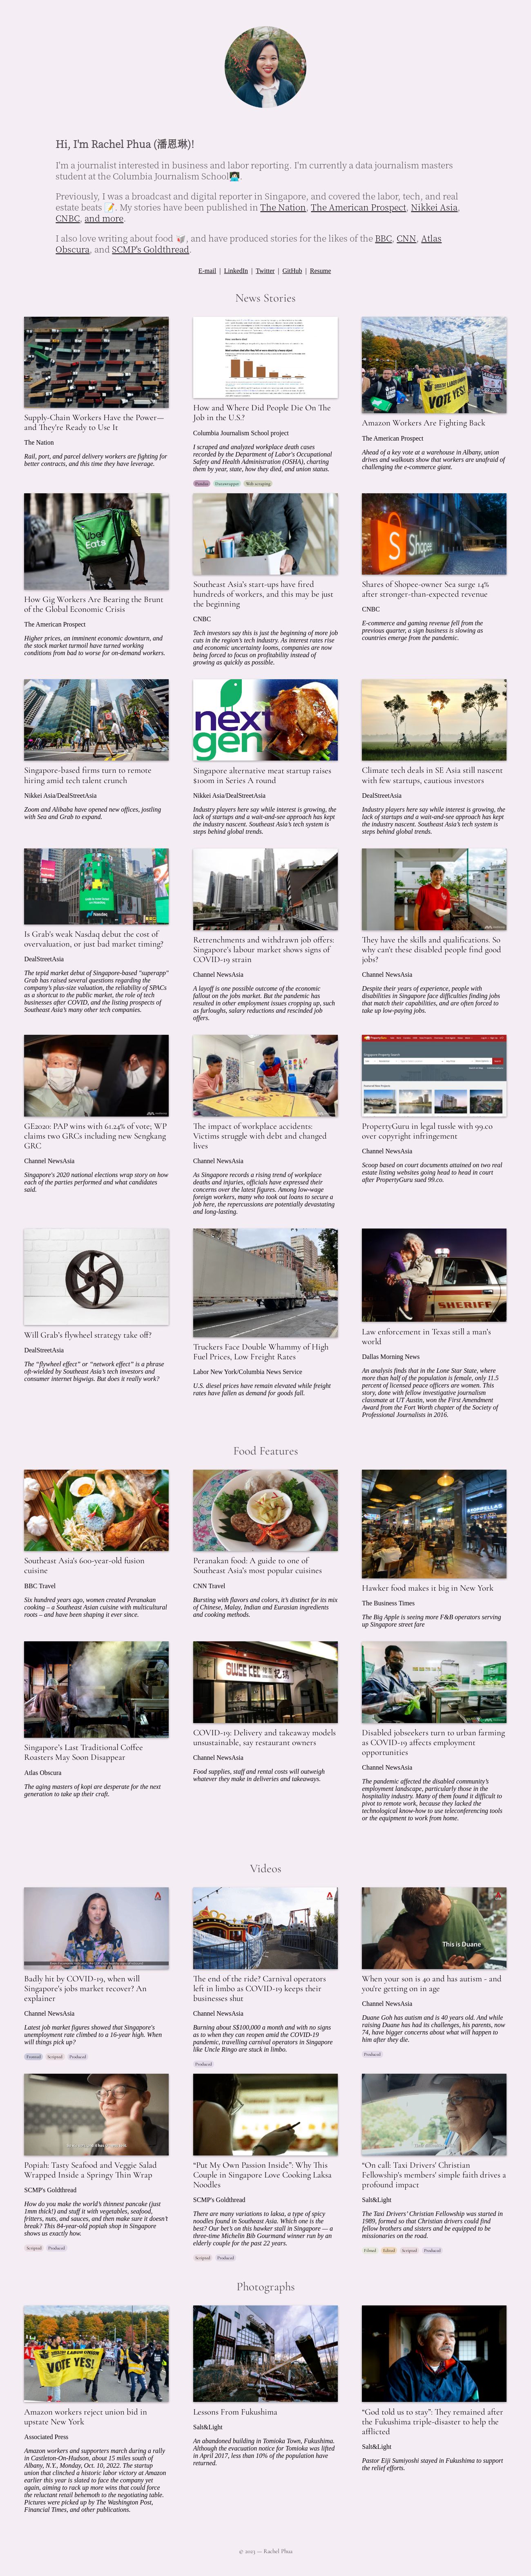 Hi, I'm Rachel Phua (潘恩琳)!
I'm a journalist interested in business and labor reporting. I'm currently a data journalism masters
student at the Columbia Journalism School👩🏻‍💻.
Previously, I was a broadcast and digital reporter in Singapore, and covered the labor, tech, and real
estate beats 📝. My stories have been published in The Nation, The American Prospect, Nikkei Asia,
CNBC, and more.
I also love writing about food 🥡, and have produced stories for the likes of the BBC, CNN, Atlas
Obscura, and SCMP's Goldthread.
E-mail | LinkedIn | Twitter | GitHub | Resume
News Stories
Supply-Chain Workers Have the Power—
and They're Ready to Use It
The Nation
Rail, port, and parcel delivery workers are fighting for
better contracts, and this time they have leverage.
How and Where Did People Die On The
Job in the U.S.?
Columbia Journalism School project
I scraped and analyzed workplace death cases
recorded by the Department of Labor's Occupational
Safety and Health Administration (OSHA), charting
them by year, state, how they died, and union status.
Pandas Datawrapper Web scraping
VOTE YES!
Amazon Workers Are Fighting Back
The American Prospect
Ahead of a key vote at a warehouse in Albany, union
drives and walkouts show that workers are unafraid of
challenging the e-commerce giant.
Uber
Eats
How Gig Workers Are Bearing the Brunt
of the Global Economic Crisis
The American Prospect
Higher prices, an imminent economic downturn, and
the stock market turmoil have turned working
conditions from bad to worse for on-demand workers.
Southeast Asia's start-ups have fired
hundreds of workers, and this may be just
the beginning
CNBC
Tech investors say this is just the beginning of more job
cuts in the region's tech industry. As interest rates rise
and economic uncertainty looms, companies are now
being forced to focus on profitability instead of
growing as quickly as possible.
Shopee
Shares of Shopee-owner Sea surge 14%
after stronger-than-expected revenue
CNBC
E-commerce and gaming revenue fell from the
previous quarter, a sign business is slowing as
countries emerge from the pandemic.
Singapore-based firms turn to remote
hiring amid tech talent crunch
Nikkei Asia/DealStreetAsia
Zoom and Alibaba have opened new offices, jostling
with Sea and Grab to expand.
next
gen
Singapore alternative meat startup raises
$100m in Series A round
Nikkei Asia/DealStreetAsia
Industry players here say while interest is growing, the
lack of startups and a wait-and-see approach has kept
the industry nascent. Southeast Asia's tech system is
steps behind global trends.
Climate tech deals in SE Asia still nascent
with few startups, cautious investors
DealStreetAsia
Industry players here say while interest is growing, the
lack of startups and a wait-and-see approach has kept
the industry nascent. Southeast Asia's tech system is
steps behind global trends.
Is Grab's weak Nasdaq debut the cost of
overvaluation, or just bad market timing?
DealStreetAsia
The tepid market debut of Singapore-based "superapp"
Grab has raised several questions regarding the
company's plus-size valuation, the reliability of SPACs
as a shortcut to the public market, the role of tech
businesses after COVID, and the listing prospects of
Southeast Asia's many other tech companies.
Retrenchments and withdrawn job offers:
Singapore's labour market shows signs of
COVID-19 strain
Channel NewsAsia
A layoff is one possible outcome of the economic
fallout on the job market. But the pandemic has
resulted in other employment issues cropping up, such
as furloughs, salary reductions and rescinded job
offers.
They have the skills and qualifications. So
why can't these disabled people find good
jobs?
Channel NewsAsia
Despite their years of experience, people with
disabilities in Singapore face difficulties finding jobs
that match their capabilities, and are often forced to
take up low-paying jobs.
GE2020: PAP wins with 61.24% of vote; WP
claims two GRCs including new Sengkang
GRC
Channel NewsAsia
Singapore's 2020 national elections wrap story on how
each of the parties performed and what candidates
said.
The impact of workplace accidents:
Victims struggle with debt and changed
lives
Channel NewsAsia
As Singapore records a rising trend of workplace
deaths and injuries, officials have expressed their
concerns over the latest figures. Among low-wage
foreign workers, many who took out loans to secure a
job here, the repercussions are potentially devastating
and long-lasting.
PropertyGuru in legal tussle with 99.co
over copyright infringement
Channel NewsAsia
Scoop based on court documents attained on two real
estate listing websites going head to head in court
after PropertyGuru sued 99.co.
Will Grab's flywheel strategy take off?
DealStreetAsia
The “flywheel effect” or “network effect” is a phrase
oft-wielded by Southeast Asia's tech investors and
consumer internet bigwigs. But does it really work?
Truckers Face Double Whammy of High
Fuel Prices, Low Freight Rates
Labor New York/Columbia News Service
U.S. diesel prices have remain elevated while freight
rates have fallen as demand for goods fall.
SHERIFF
Law enforcement in Texas still a man's
world
Dallas Morning News
An analysis finds that in the Lone Star State, where
more than half of the population is female, only 11.5
percent of licensed peace officers are women. This
story, done with fellow investigative journalism
classmate at UT Austin, won the First Amendment
Award from the Fort Worth chapter of the Society of
Professional Journalists in 2016.
Food Features
Southeast Asia's 600-year-old fusion
cuisine
BBC Travel
Six hundred years ago, women created Peranakan
cooking – a Southeast Asian cuisine with multicultural
roots – and have been shaping it ever since.
Peranakan food: A guide to one of
Southeast Asia's most popular cuisines
CNN Travel
Bursting with flavors and colors, it's distinct for its mix
of Chinese, Malay, Indian and Eurasian ingredients
and cooking methods.
Hawker food makes it big in New York
The Business Times
The Big Apple is seeing more F&B operators serving
up Singapore street fare
Singapore's Last Traditional Coffee
Roasters May Soon Disappear
Atlas Obscura
The aging masters of kopi are desperate for the next
generation to take up their craft.
SWEE KEE
COVID-19: Delivery and takeaway models
unsustainable, say restaurant owners
Channel NewsAsia
Food supplies, staff and rental costs will outweigh
whatever they make in deliveries and takeaways.
Disabled jobseekers turn to urban farming
as COVID-19 affects employment
opportunities
Channel NewsAsia
The pandemic affected the disabled community's
employment landscape, particularly those in the
hospitality industry. Many of them found it difficult to
pivot to remote work, because they lacked the
technological know-how to use teleconferencing tools
or the equipment to work from home.
Videos
Badly hit by COVID-19, when will
Singapore's jobs market recover? An
explainer
Channel NewsAsia
Latest job market figures showed that Singapore's
unemployment rate climbed to a 16-year high. When
will things pick up?
Scripted Produced
The end of the ride? Carnival operators
left in limbo as COVID-19 keeps their
businesses shut
Channel NewsAsia
Burning about S$100,000 a month and with no signs
as to when they can reopen amid the COVID-19
pandemic, travelling carnival operators in Singapore
like Uncle Ringo are stuck in limbo.
Produced
This is Duane
When your son is 40 and has autism - and
you're getting on in age
Channel NewsAsia
Duane Goh has autism and is 40 years old. And while
raising Duane has had its challenges, his parents, now
74, have bigger concerns about what will happen to
him after they die.
Produced
Popiah: Tasty Seafood and Veggie Salad
Wrapped Inside a Springy Thin Wrap
SCMP's Goldthread
How do you make the world's thinnest pancake (just
1mm thick!) and stuff it with vegetables, seafood,
fritters, nuts, and sauces, and then make sure it doesn't
break? This 84-year-old popiah shop in Singapore
shows us exactly how.
Scripted Produced
“Put My Own Passion Inside”: Why This
Couple in Singapore Love Cooking Laksa
Noodles
SCMP's Goldthread
There are many variations to laksa, a type of spicy
noodles found in Southeast Asia. Which one is the
best? Our bet's on this hawker stall in Singapore — a
three-time Michelin Bib Gourmand winner run by an
elderly couple for the past 22 years.
Scripted Produced
“On call: Taxi Drivers' Christian
Fellowship's members' simple faith drives a
profound impact
Salt&Light
The Taxi Drivers' Christian Fellowship was started in
1989, formed so that Christian drivers could find
fellow brothers and sisters and be equipped to be
missionaries on the road.
Filmed Edited Scripted Produced
Photographs
VOTE YES!
Amazon workers reject union bid in
upstate New York
Associated Press
Amazon workers and supporters march during a rally
in Castleton-On-Hudson, about 15 miles south of
Albany, N.Y., Monday, Oct. 10, 2022. The startup
union that clinched a historic labor victory at Amazon
earlier this year is slated to face the company yet
again, aiming to rack up more wins that could force
the reluctant retail behemoth to the negotiating table.
Pictures were picked up by The Washington Post,
Financial Times, and other publications.
Lessons From Fukushima
Salt&Light
An abandoned building in Tomioka Town, Fukushima.
Although the evacuation notice for Tomioka was lifted
in April 2017, less than 10% of the population have
returned.
“God told us to stay”: They remained after
the Fukushima triple-disaster to help the
afflicted
Salt&Light
Pastor Eiji Sumiyoshi stayed in Fukushima to support
the relief efforts.
© 2023 — Rachel Phua